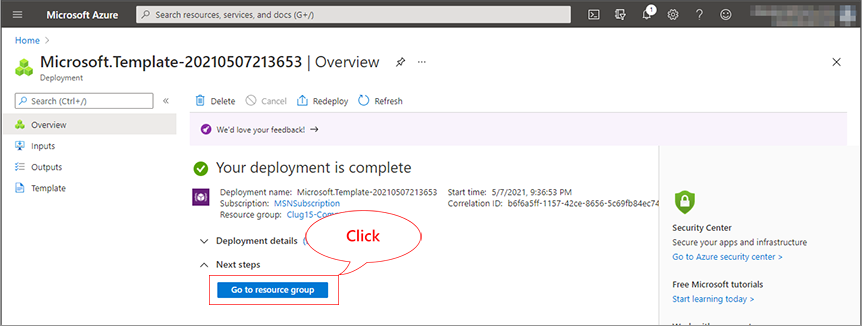 Microsoft Azure
Search resources, services, and docs (G+/)
1
Home
Microsoft.Template-20210507213653 | Overview
Deployment
Search (Ctrl+/)
Delete
Cancel
Redeploy
Refresh
Overview
Inputs
Outputs
Template
We'd love your feedback! →
Your deployment is complete
Deployment name: Microsoft.Template-20210507213653
Start time: 5/7/2021, 9:36:53 PM
Subscription: MSNSubscription
Correlation ID: b6f6a5ff-1157-42ce-8656-5c69fb84ec74
Resource group: Clug15-Com
Deployment details
Click
Next steps
Go to resource group
Security Center
Secure your apps and infrastructure
Go to Azure security center >
Free Microsoft tutorials
Start learning today >